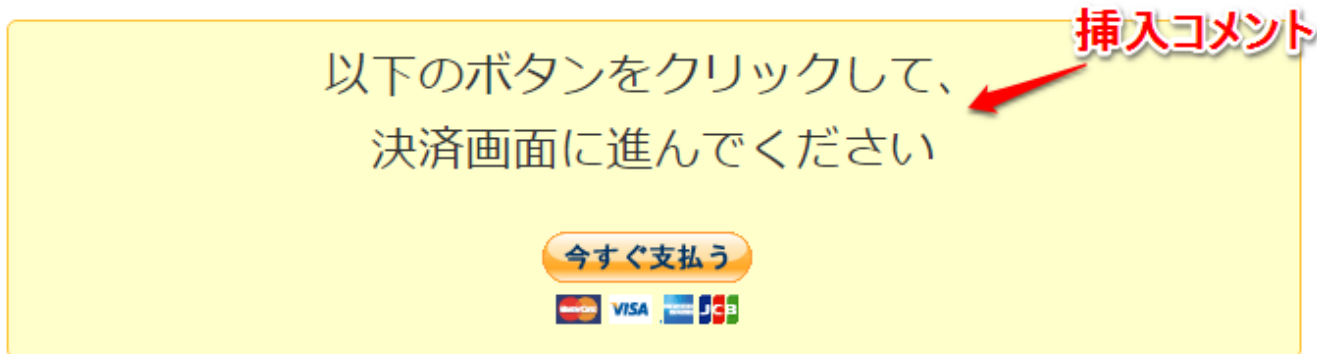 挿入コメント
以下のボタンをクリックして、
決済画面に進んでください
今すぐ支払う
MasterCard VISA JCB